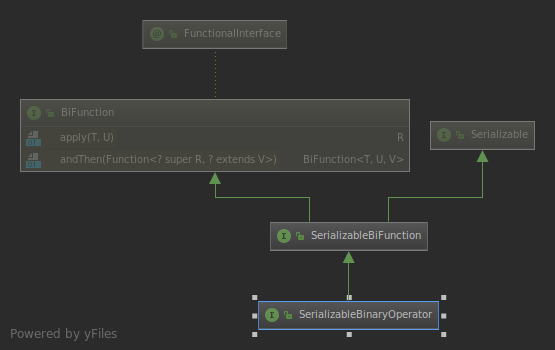 FunctionalInterface
BiFunction
apply(T, U) R
andThen(Function<? super R, ? extends V>) BiFunction<T, U, V>
Serializable
SerializableBiFunction
SerializableBinaryOperator
Powered by yFiles